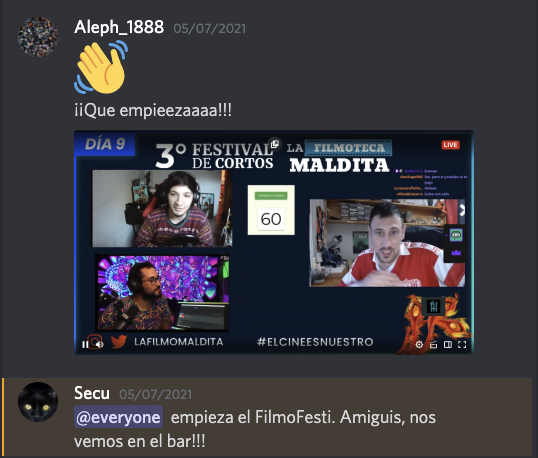 Aleph_1888 05/07/2021
¡¡Que empieezaaaa!!!
DÍA 9
3º FESTIVAL DE CORTOS
LA FILMOTECA
MALDITA
LIVE
60
LAFILMOMALDITA
#ELCINEESNUESTRO
Secu 05/07/2021
@everyone empieza el FilmoFesti. Amiguis, nos
vemos en el bar!!!